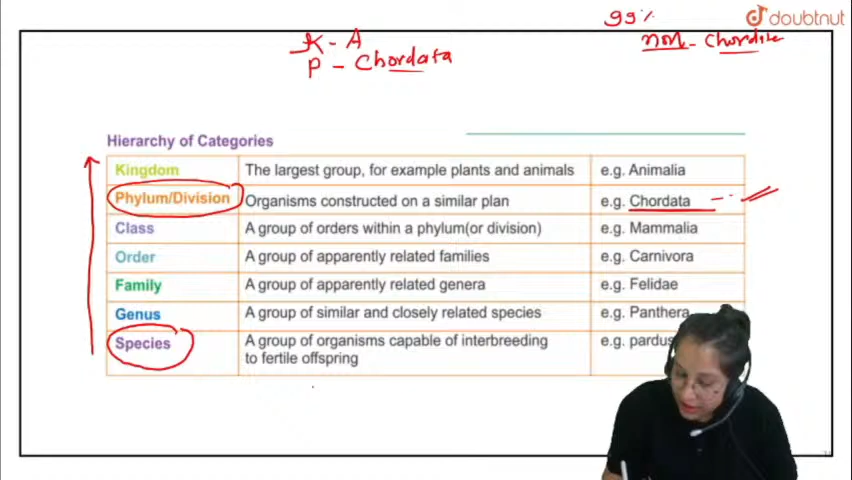 99%
doubtnut
K - A
non - Chordate
P - Chordata
Hierarchy of Categories
Kingdom The largest group, for example plants and animals e.g. Animalia
Phylum/Division Organisms constructed on a similar plan e.g. Chordata
Class A group of orders within a phylum(or division) e.g. Mammalia
Order A group of apparently related families e.g. Carnivora
Family A group of apparently related genera e.g. Felidae
Genus A group of similar and closely related species e.g. Panthera
Species A group of organisms capable of interbreeding e.g. pardus
to fertile offspring